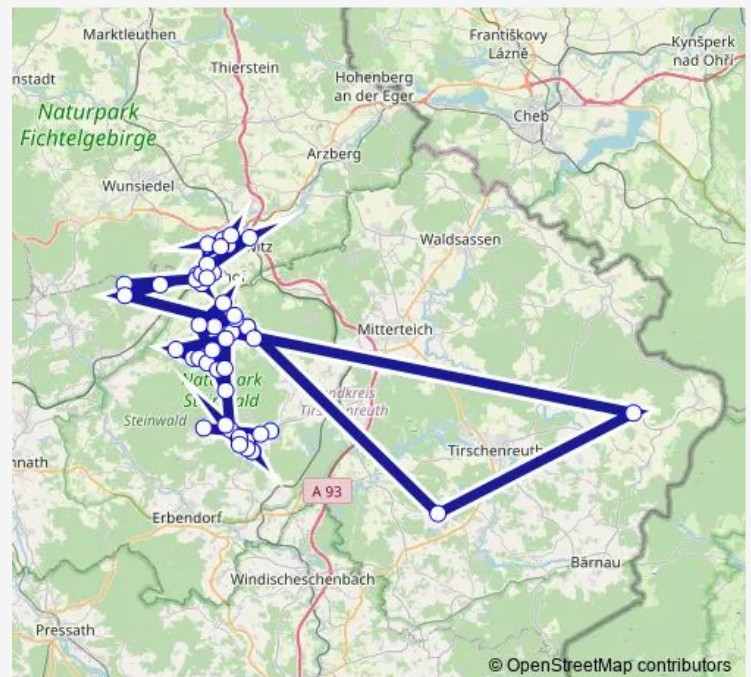 Marktleuthen
Františkovy
Lázně
Kynšperk
nad Ohří
Thierstein
Hohenberg
an der Eger
nstadt
Naturpark
Fichtelgebirge
Cheb
Arzberg
Wunsiedel
Waldsassen
Mitterteich
Steinwald
Tirschenreuth
nnath
A 93
Erbendorf
Bärnau
Windischeschenbach
Pressath
© OpenStreetMap contributors